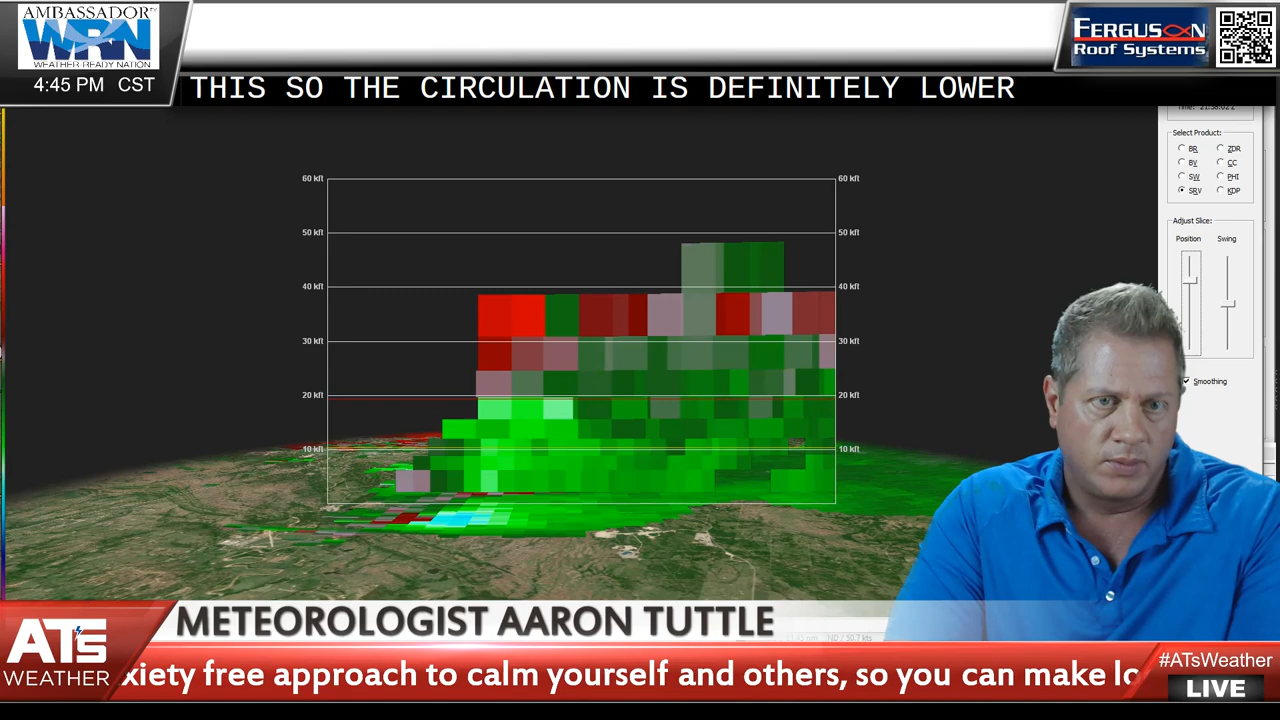 AMBASSADOR
WRN
WEATHER READY NATION
4:45 PM CST
FERGUSON
Roof Systems
THIS SO THE CIRCULATION IS DEFINITELY LOWER
Select Product:
BR ZDR
BV CC
SW PHI
SRV KDP
Adjust Slice:
Position Swing
Smoothing
60 kft 60 kft
50 kft 50 kft
40 kft 40 kft
30 kft 30 kft
20 kft 20 kft
10 kft 10 kft
METEOROLOGIST AARON TUTTLE
ATs
WEATHER
xiety free approach to calm yourself and others, so you can make lo
#ATsWeather
LIVE